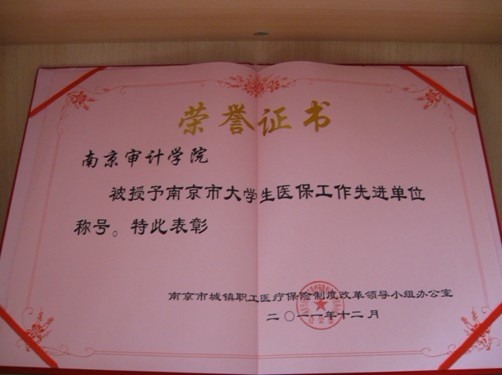 荣誉证书
南京审计学院
被授予南京市大学生医保工作先进单位
称号。特此表彰
南京市城镇职工医疗保险制度改革领导小组办公室
二〇一一年十二月